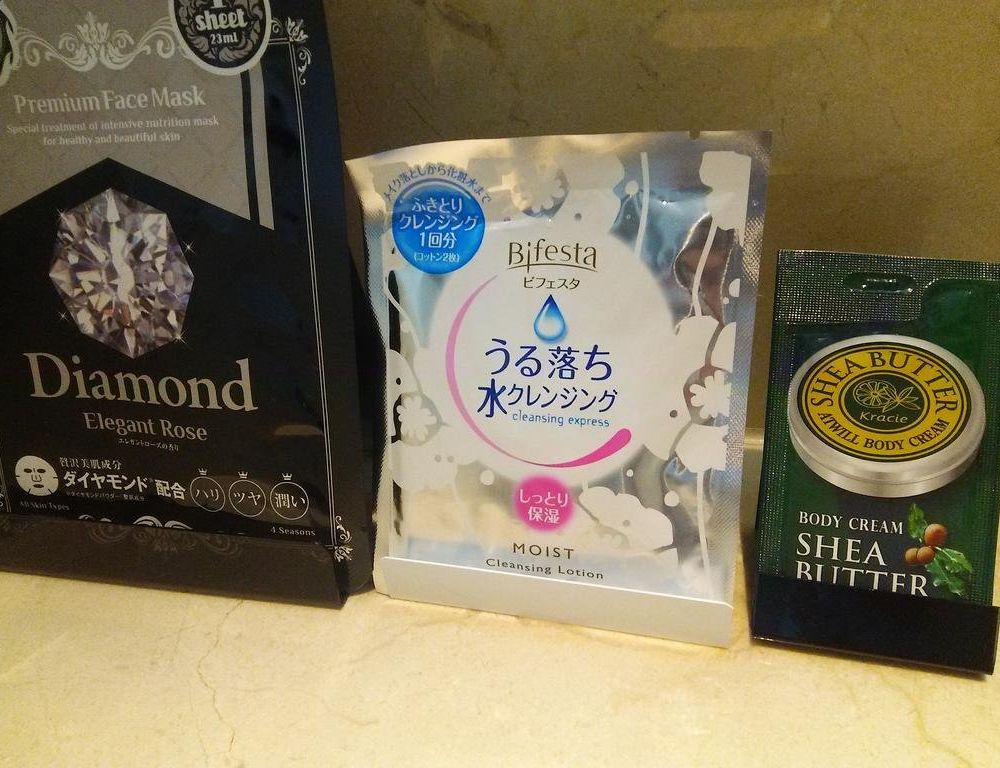 sheet
23ml
Premium Face Mask
Special treatment of intensive nutrition mask
for healthy and beautiful skin
Diamond
Elegant Rose
エレガントローズの香り
贅沢美肌成分
ダイヤモンド配合
ハリ
ツヤ
潤い
All Skin Types
4 Seasons
メイク落としから化粧水まで
ふきとり
クレンジング
1回分
(コットン2枚)
Bifesta
ビフェスタ
うる落ち
水クレンジング
cleansing express
しっとり
保湿
MOIST
Cleansing Lotion
SHEA BUTTER
Kracie
ATWILL BODY CREAM
BODY CREAM
SHEA
BUTTER